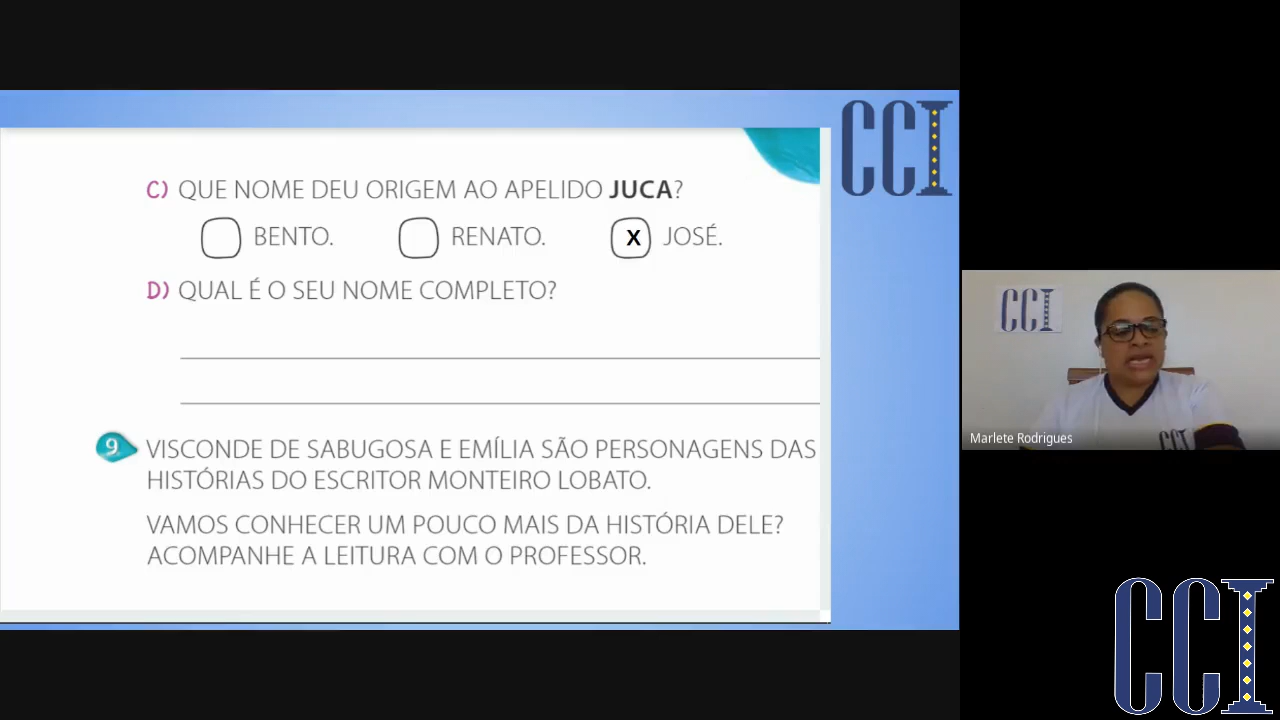 CCI
C) QUE NOME DEU ORIGEM AO APELIDO JUCA?
BENTO. RENATO. X JOSÉ.
D) QUAL É O SEU NOME COMPLETO?
9 VISCONDE DE SABUGOSA E EMÍLIA SÃO PERSONAGENS DAS
HISTÓRIAS DO ESCRITOR MONTEIRO LOBATO.
VAMOS CONHECER UM POUCO MAIS DA HISTÓRIA DELE?
ACOMPANHE A LEITURA COM O PROFESSOR.
CCI
CCI
Marlete Rodrigues
CCI